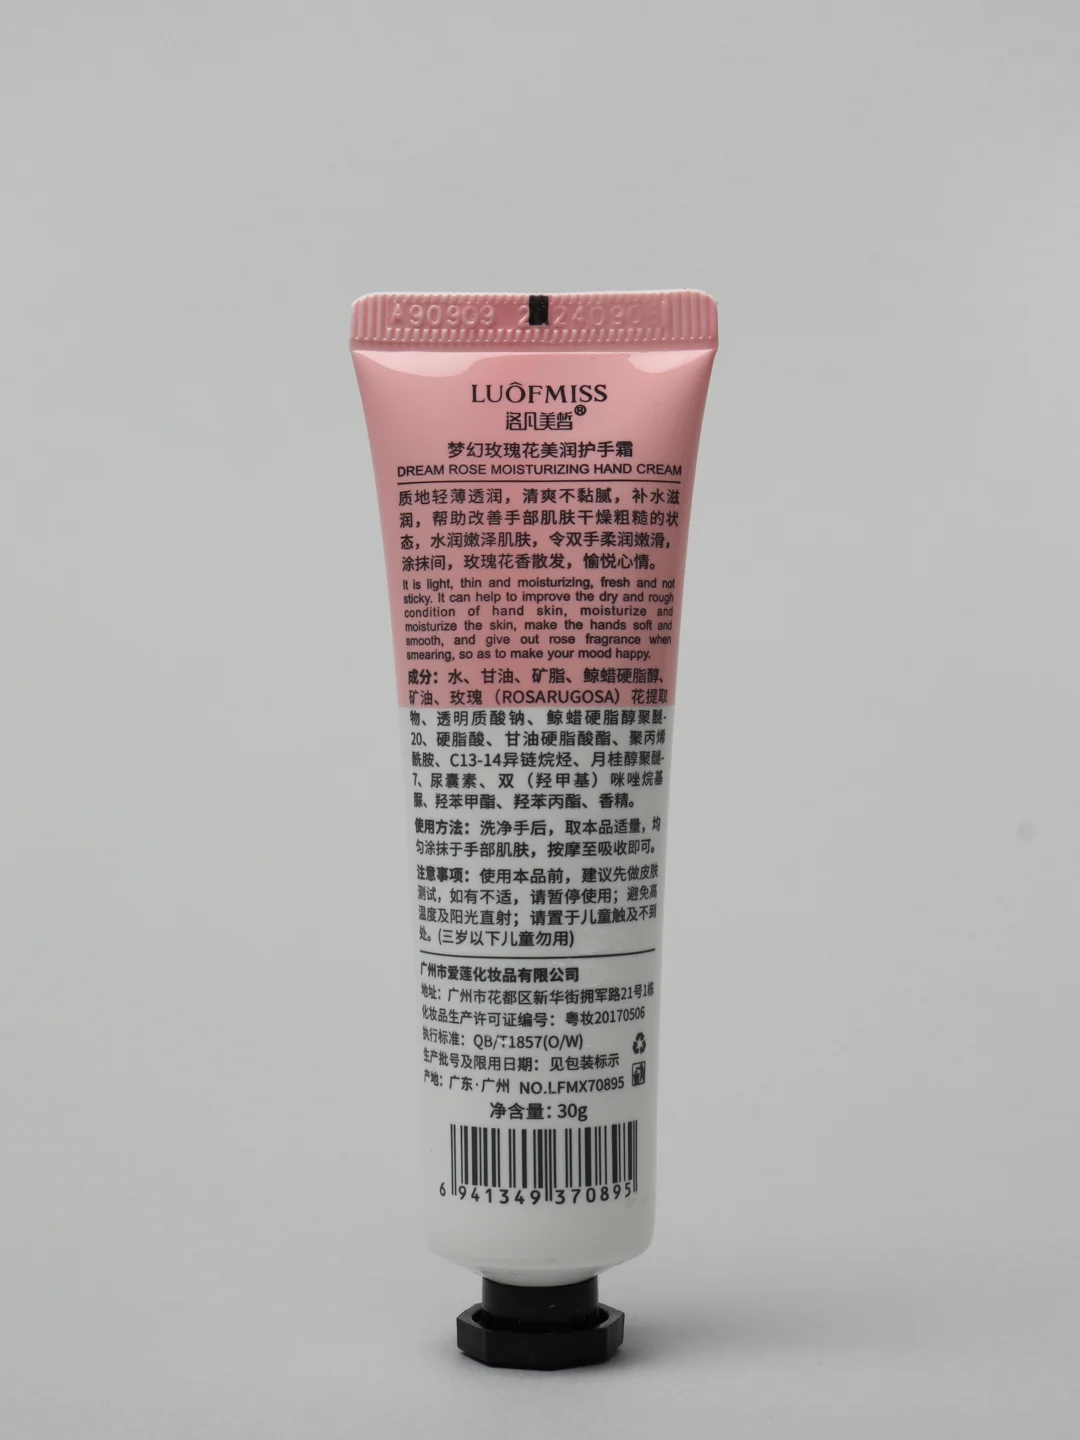 A90909 2 240908
LUÔFMISS
洛凡美皙®
梦幻玫瑰花美润护手霜
DREAM ROSE MOISTURIZING HAND CREAM
质地轻薄透润，清爽不黏腻，补水滋
润，帮助改善手部肌肤干燥粗糙的状
态，水润嫩泽肌肤，令双手柔润嫩滑，
涂抹间，玫瑰花香散发，愉悦心情。
It is light, thin and moisturizing, fresh and not
sticky. It can help to improve the dry and rough
condition of hand skin, moisturize and
moisturize the skin, make the hands soft and
smooth, and give out rose fragrance when
smearing, so as to make your mood happy.
成分：水、甘油、矿脂、鲸蜡硬脂醇、
矿油、玫瑰（ROSARUGOSA）花提取
物、透明质酸钠、鲸蜡硬脂醇聚醚-
20、硬脂酸、甘油硬脂酸酯、聚丙烯
酰胺、C13-14异链烷烃、月桂醇聚醚-
7、尿囊素、双（羟甲基）咪唑烷基
脲、羟苯甲酯、羟苯丙酯、香精。
使用方法：洗净手后，取本品适量，均
匀涂抹于手部肌肤，按摩至吸收即可。
注意事项：使用本品前，建议先做皮肤
测试，如有不适，请暂停使用；避免高
温度及阳光直射；请置于儿童触及不到
处。(三岁以下儿童勿用)
广州市爱莲化妆品有限公司
地址：广州市花都区新华街拥军路21号1栋
化妆品生产许可证编号：粤妆20170506
执行标准：QB/T1857(O/W)
生产批号及限用日期：见包装标示
产地：广东·广州 NO.LFMX70895
净含量：30g
6 941349 370895